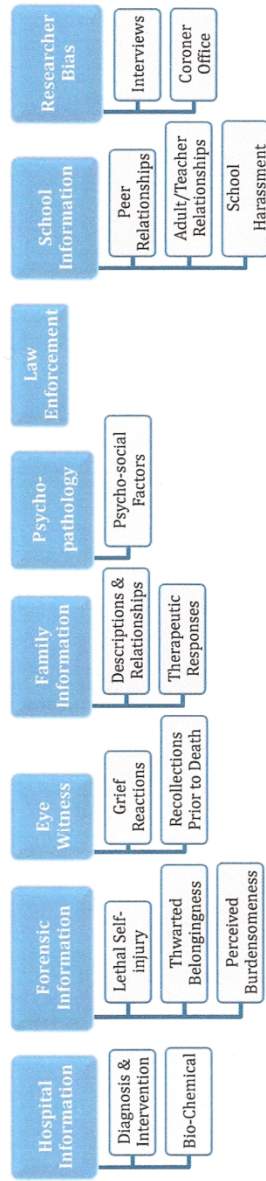 Hospital
Information
Diagnosis &
Intervention
Bio-Chemical
Forensic
Information
Lethal Self-
injury
Thwarted
Belongingness
Perceived
Burdensomeness
Eye
Witness
Grief
Reactions
Recollections
Prior to Death
Family
Information
Descriptions &
Relationships
Therapeutic
Responses
Psycho-
pathology
Psycho-social
Factors
Law
Enforcement
School
Information
Peer
Relationships
Adult/Teacher
Relationships
School
Harassment
Researcher
Bias
Interviews
Coroner
Office